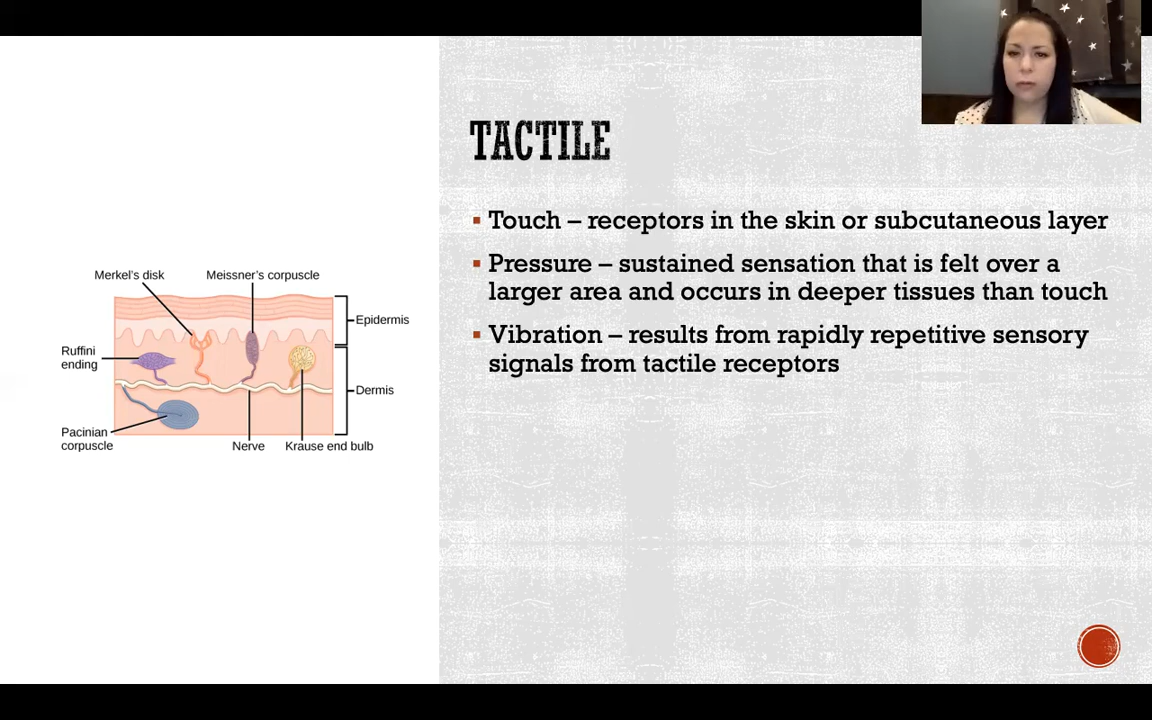 TACTILE
Touch – receptors in the skin or subcutaneous layer
Pressure – sustained sensation that is felt over a
larger area and occurs in deeper tissues than touch
Vibration – results from rapidly repetitive sensory
signals from tactile receptors
Merkel's disk
Meissner's corpuscle
Epidermis
Ruffini
ending
Dermis
Pacinian
corpuscle
Nerve
Krause end bulb